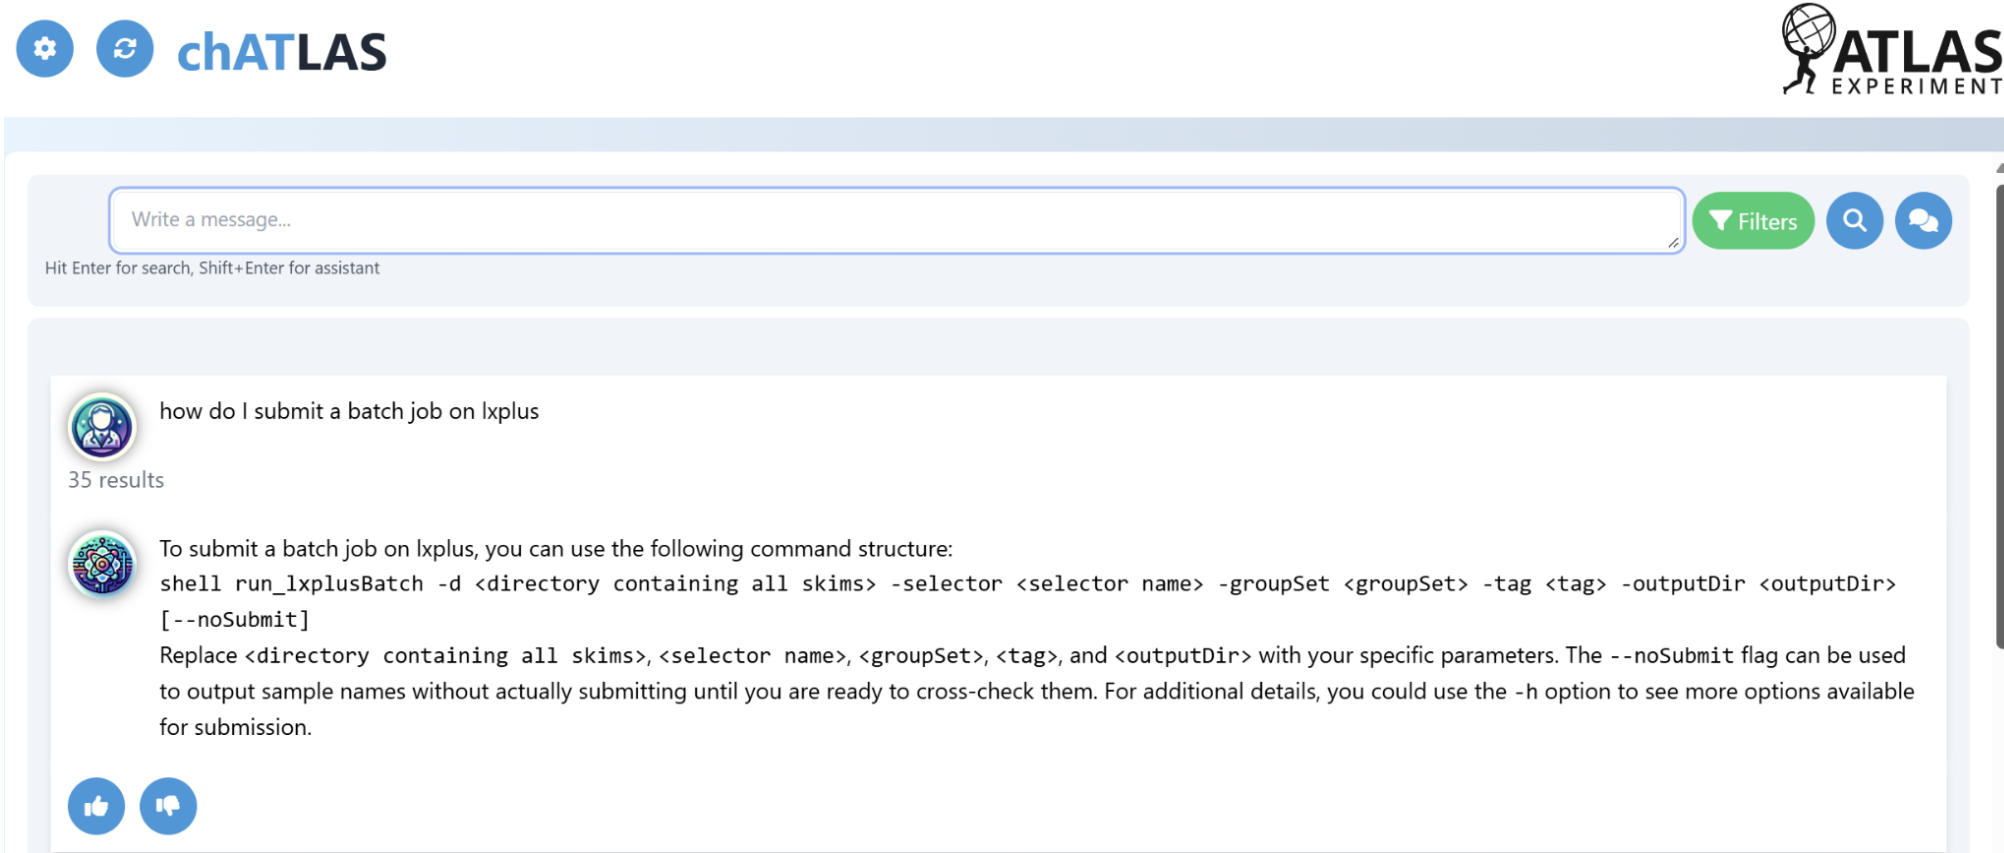 chATLAS
ATLAS
EXPERIMENT
Write a message...
Filters
Hit Enter for search, Shift+Enter for assistant
how do I submit a batch job on lxplus
35 results
To submit a batch job on lxplus, you can use the following command structure:
shell run_lxplusBatch -d <directory containing all skims> -selector <selector name> -groupSet <groupSet> -tag <tag> -outputDir <outputDir>
[--noSubmit]
Replace <directory containing all skims>, <selector name>, <groupSet>, <tag>, and <outputDir> with your specific parameters. The --noSubmit flag can be used
to output sample names without actually submitting until you are ready to cross-check them. For additional details, you could use the -h option to see more options available
for submission.